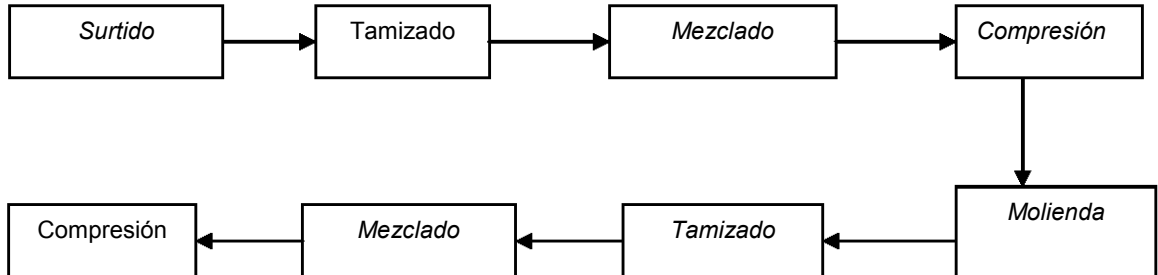 Surtido
Tamizado
Mezclado
Compresión
Molienda
Tamizado
Mezclado
Compresión